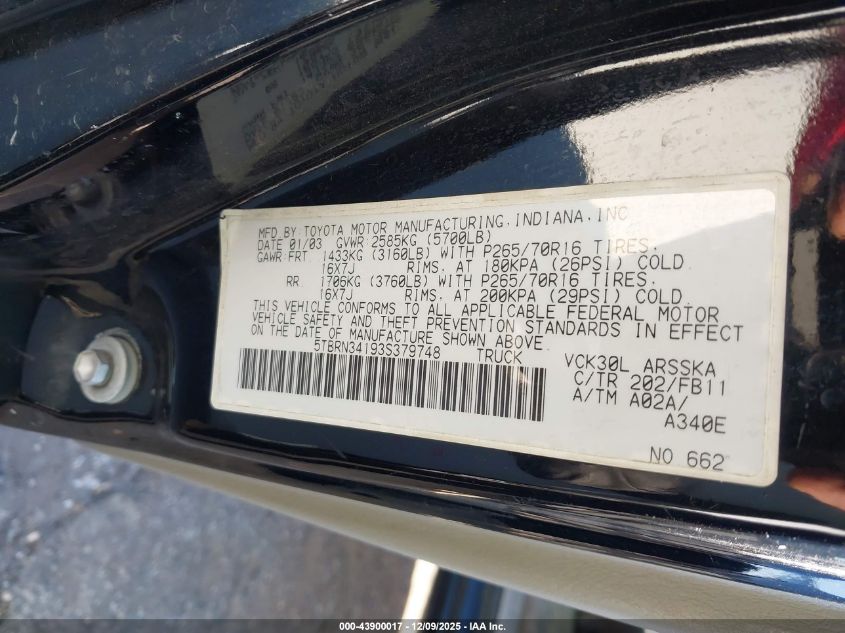 MFD BY TOYOTA MOTOR MANUFACTURING, INDIANA, INC
DATE 01/03 GVWR 2585KG (5700LB)
GAWR FRT. 1433KG (3160LB) WITH P265/70R16 TIRES.
16X7J RIMS. AT 180KPA (26PSI) COLD.
RR. 1706KG (3760LB) WITH P265/70R16 TIRES.
16X7J RIMS. AT 200KPA (29PSI) COLD.
THIS VEHICLE CONFORMS TO ALL APPLICABLE FEDERAL MOTOR
VEHICLE SAFETY AND THEFT PREVENTION STANDARDS IN EFFECT
ON THE DATE OF MANUFACTURE SHOWN ABOVE.
5TBRN34193S379748 TRUCK
VCK30L ARSSKA
C/TR 202/FB11
A/TM A02A/
A340E
NO 662
000-43900017 - 12/09/2025 - IAA Inc.